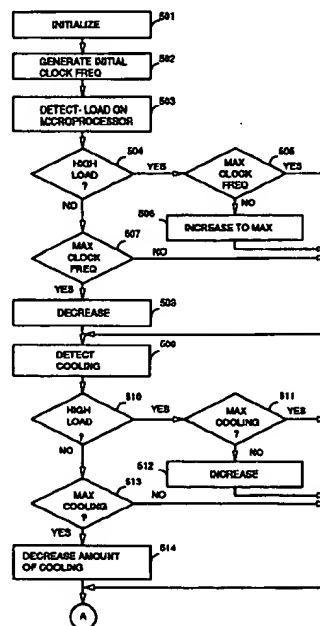 INITIALIZE
501
GENERATE INITIAL
CLOCK FREQ
502
DETECT LOAD ON
MICROPROCESSOR
503
HIGH
LOAD
?
504
YES
MAX
CLOCK
FREQ
505
YES
NO
NO
506
INCREASE TO MAX
MAX
CLOCK
FREQ
507
NO
YES
DECREASE
508
DETECT
COOLING
509
HIGH
LOAD
?
510
YES
MAX
COOLING
?
511
YES
NO
NO
512
INCREASE
MAX
COOLING
?
513
NO
YES
DECREASE AMOUNT
OF COOLING
514
A